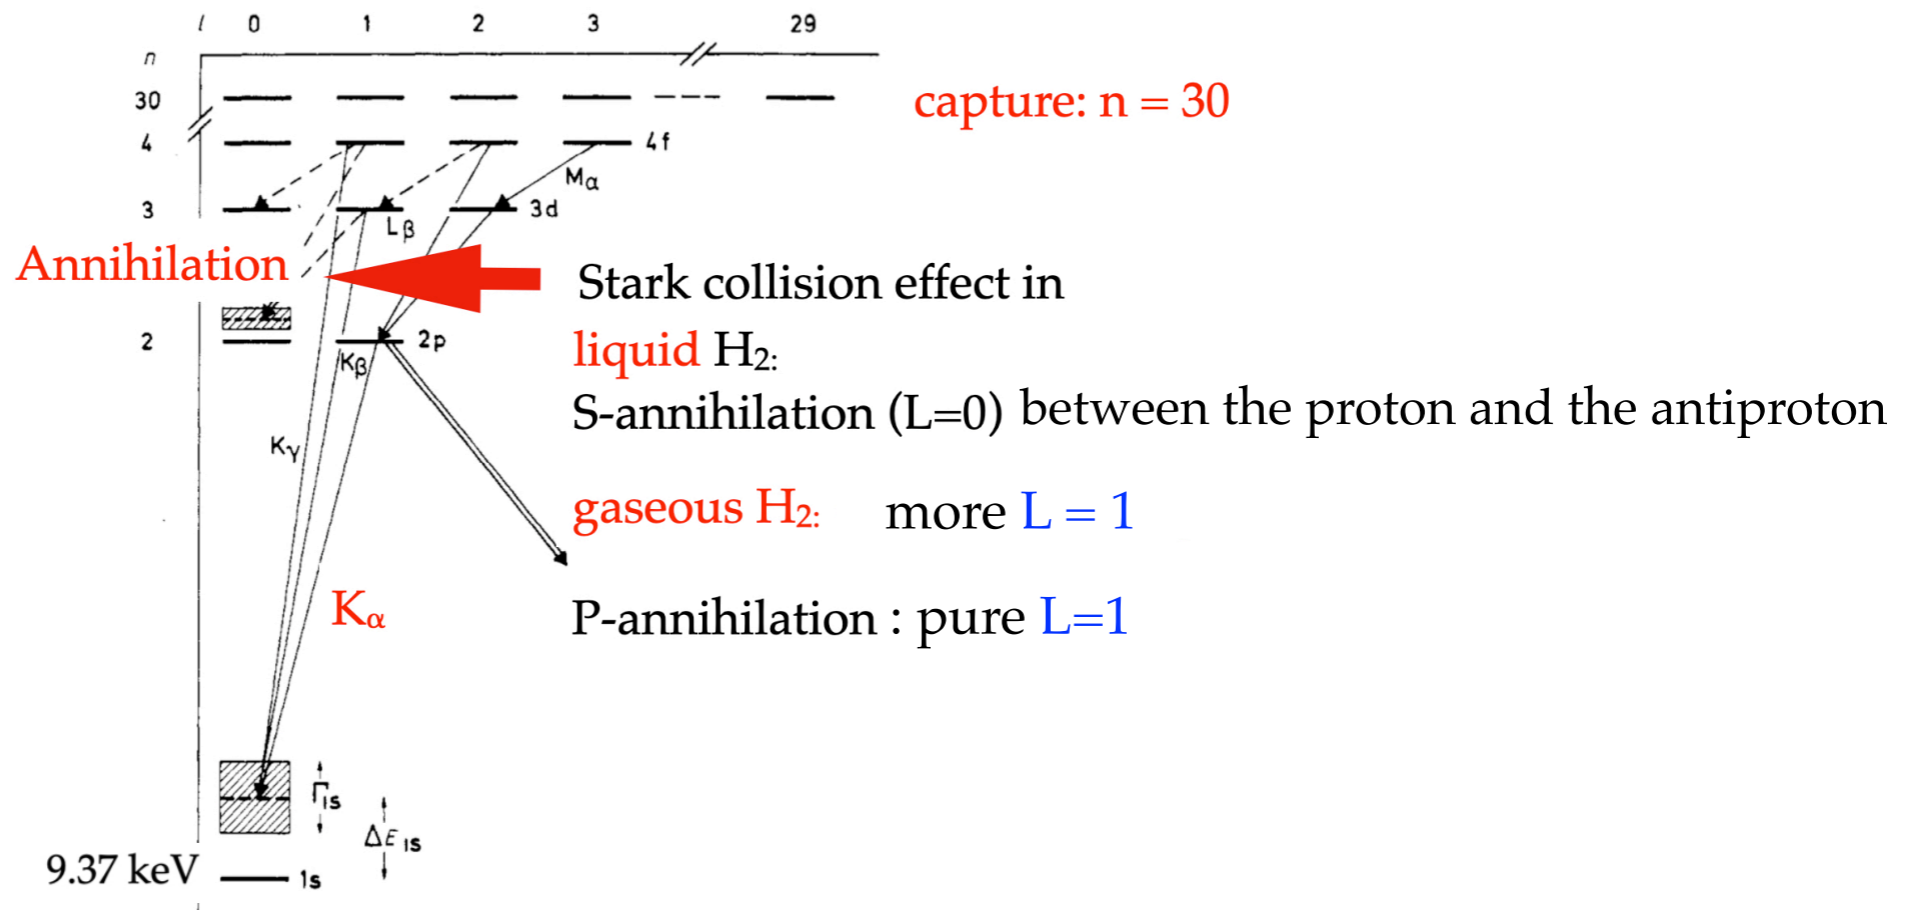 l 0 1 2 3 29
n
30
capture: n = 30
4
4f
Mα
3
3d
Lβ
Annihilation
Stark collision effect in
2
2p
liquid H2:
Kβ
S-annihilation (L=0) between the proton and the antiproton
Kγ
gaseous H2: more L = 1
Kα
P-annihilation : pure L=1
Γ1s
ΔE1s
9.37 keV
1s